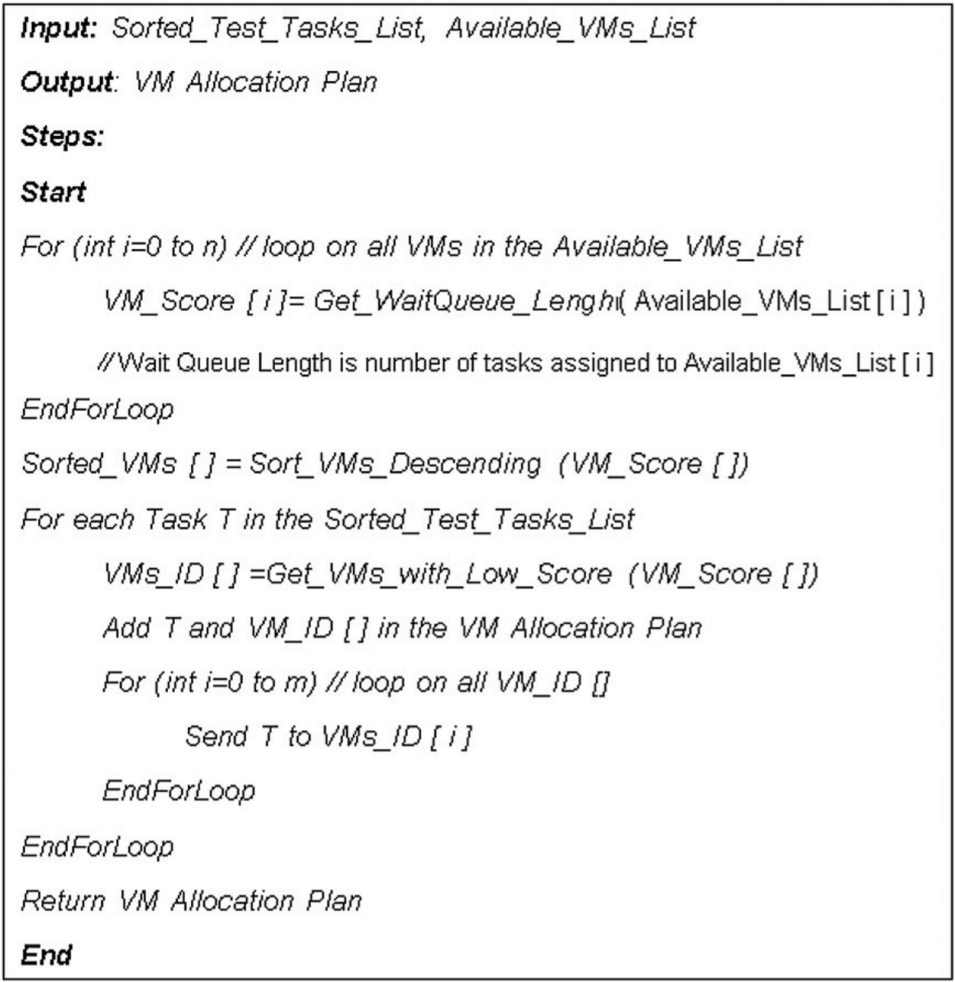 Input: Sorted_Test_Tasks_List, Available_VMs_List
Output: VM Allocation Plan
Steps:
Start
For (int i=0 to n) // loop on all VMs in the Available_VMs_List
VM_Score [ i ]= Get_WaitQueue_Lenght( Available_VMs_List [ i ] )
// Wait Queue Length is number of tasks assigned to Available_VMs_List [ i ]
EndForLoop
Sorted_VMs [ ] = Sort_VMs_Descending (VM_Score [ ])
For each Task T in the Sorted_Test_Tasks_List
VMs_ID [ ] =Get_VMs_with_Low_Score (VM_Score [ ])
Add T and VM_ID [ ] in the VM Allocation Plan
For (int i=0 to m) // loop on all VM_ID []
Send T to VMs_ID [ i ]
EndForLoop
EndForLoop
Return VM Allocation Plan
End